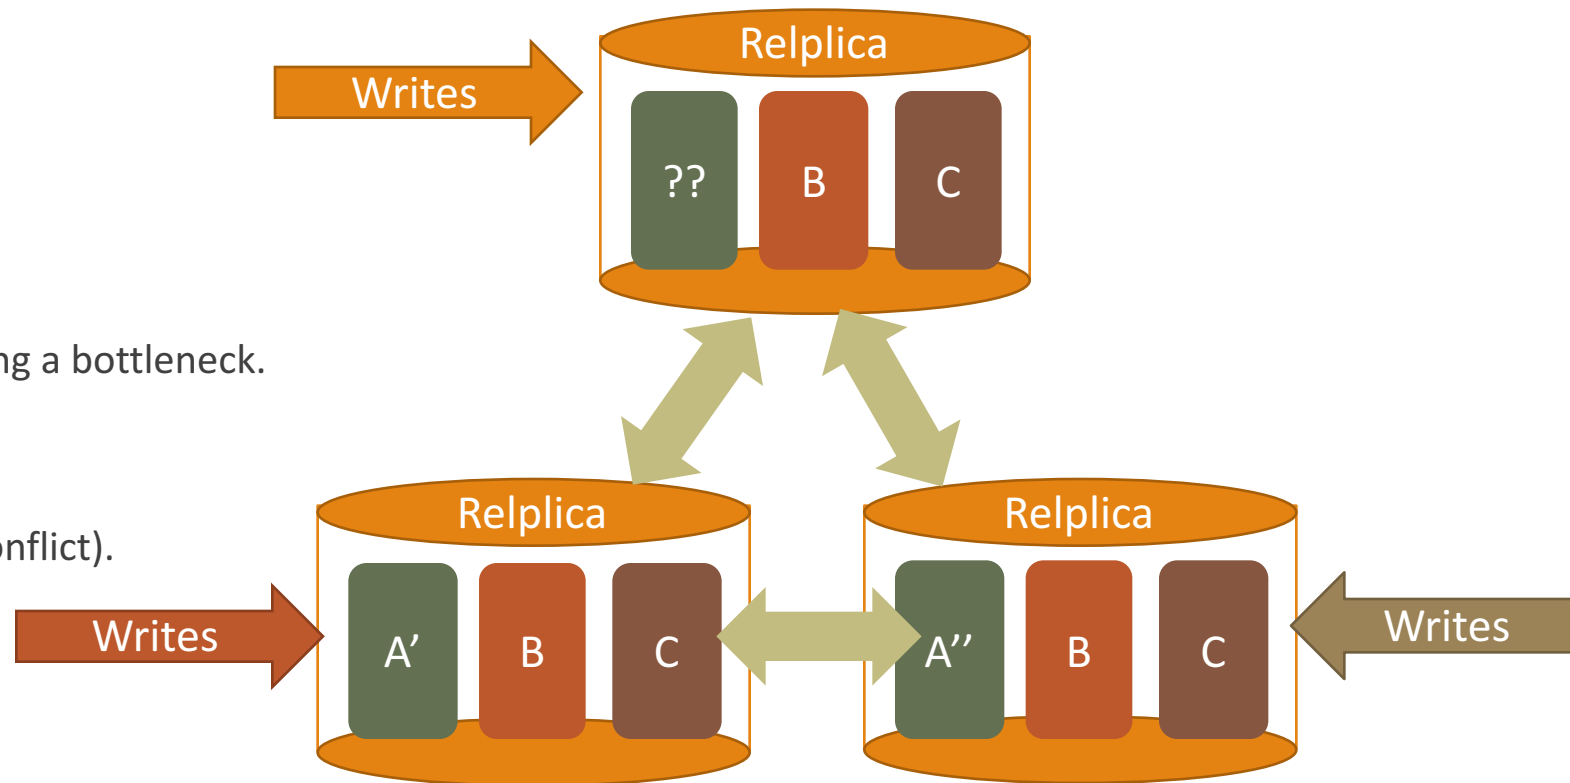 Relplica
Writes
?? B C
ng a bottleneck.
Relplica Relplica
onflict).
Writes A’ B C A’’ B C Writes